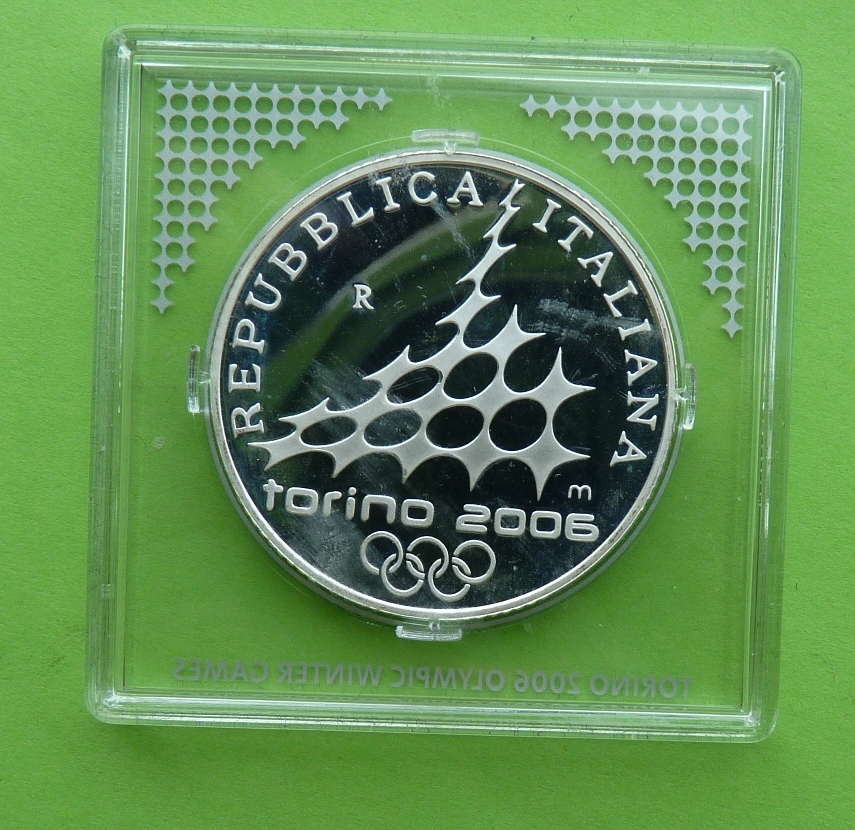 REPUBBLICA ITALIANA
R
m
torino 2006
TORINO 2006 OLYMPIC WINTER GAMES